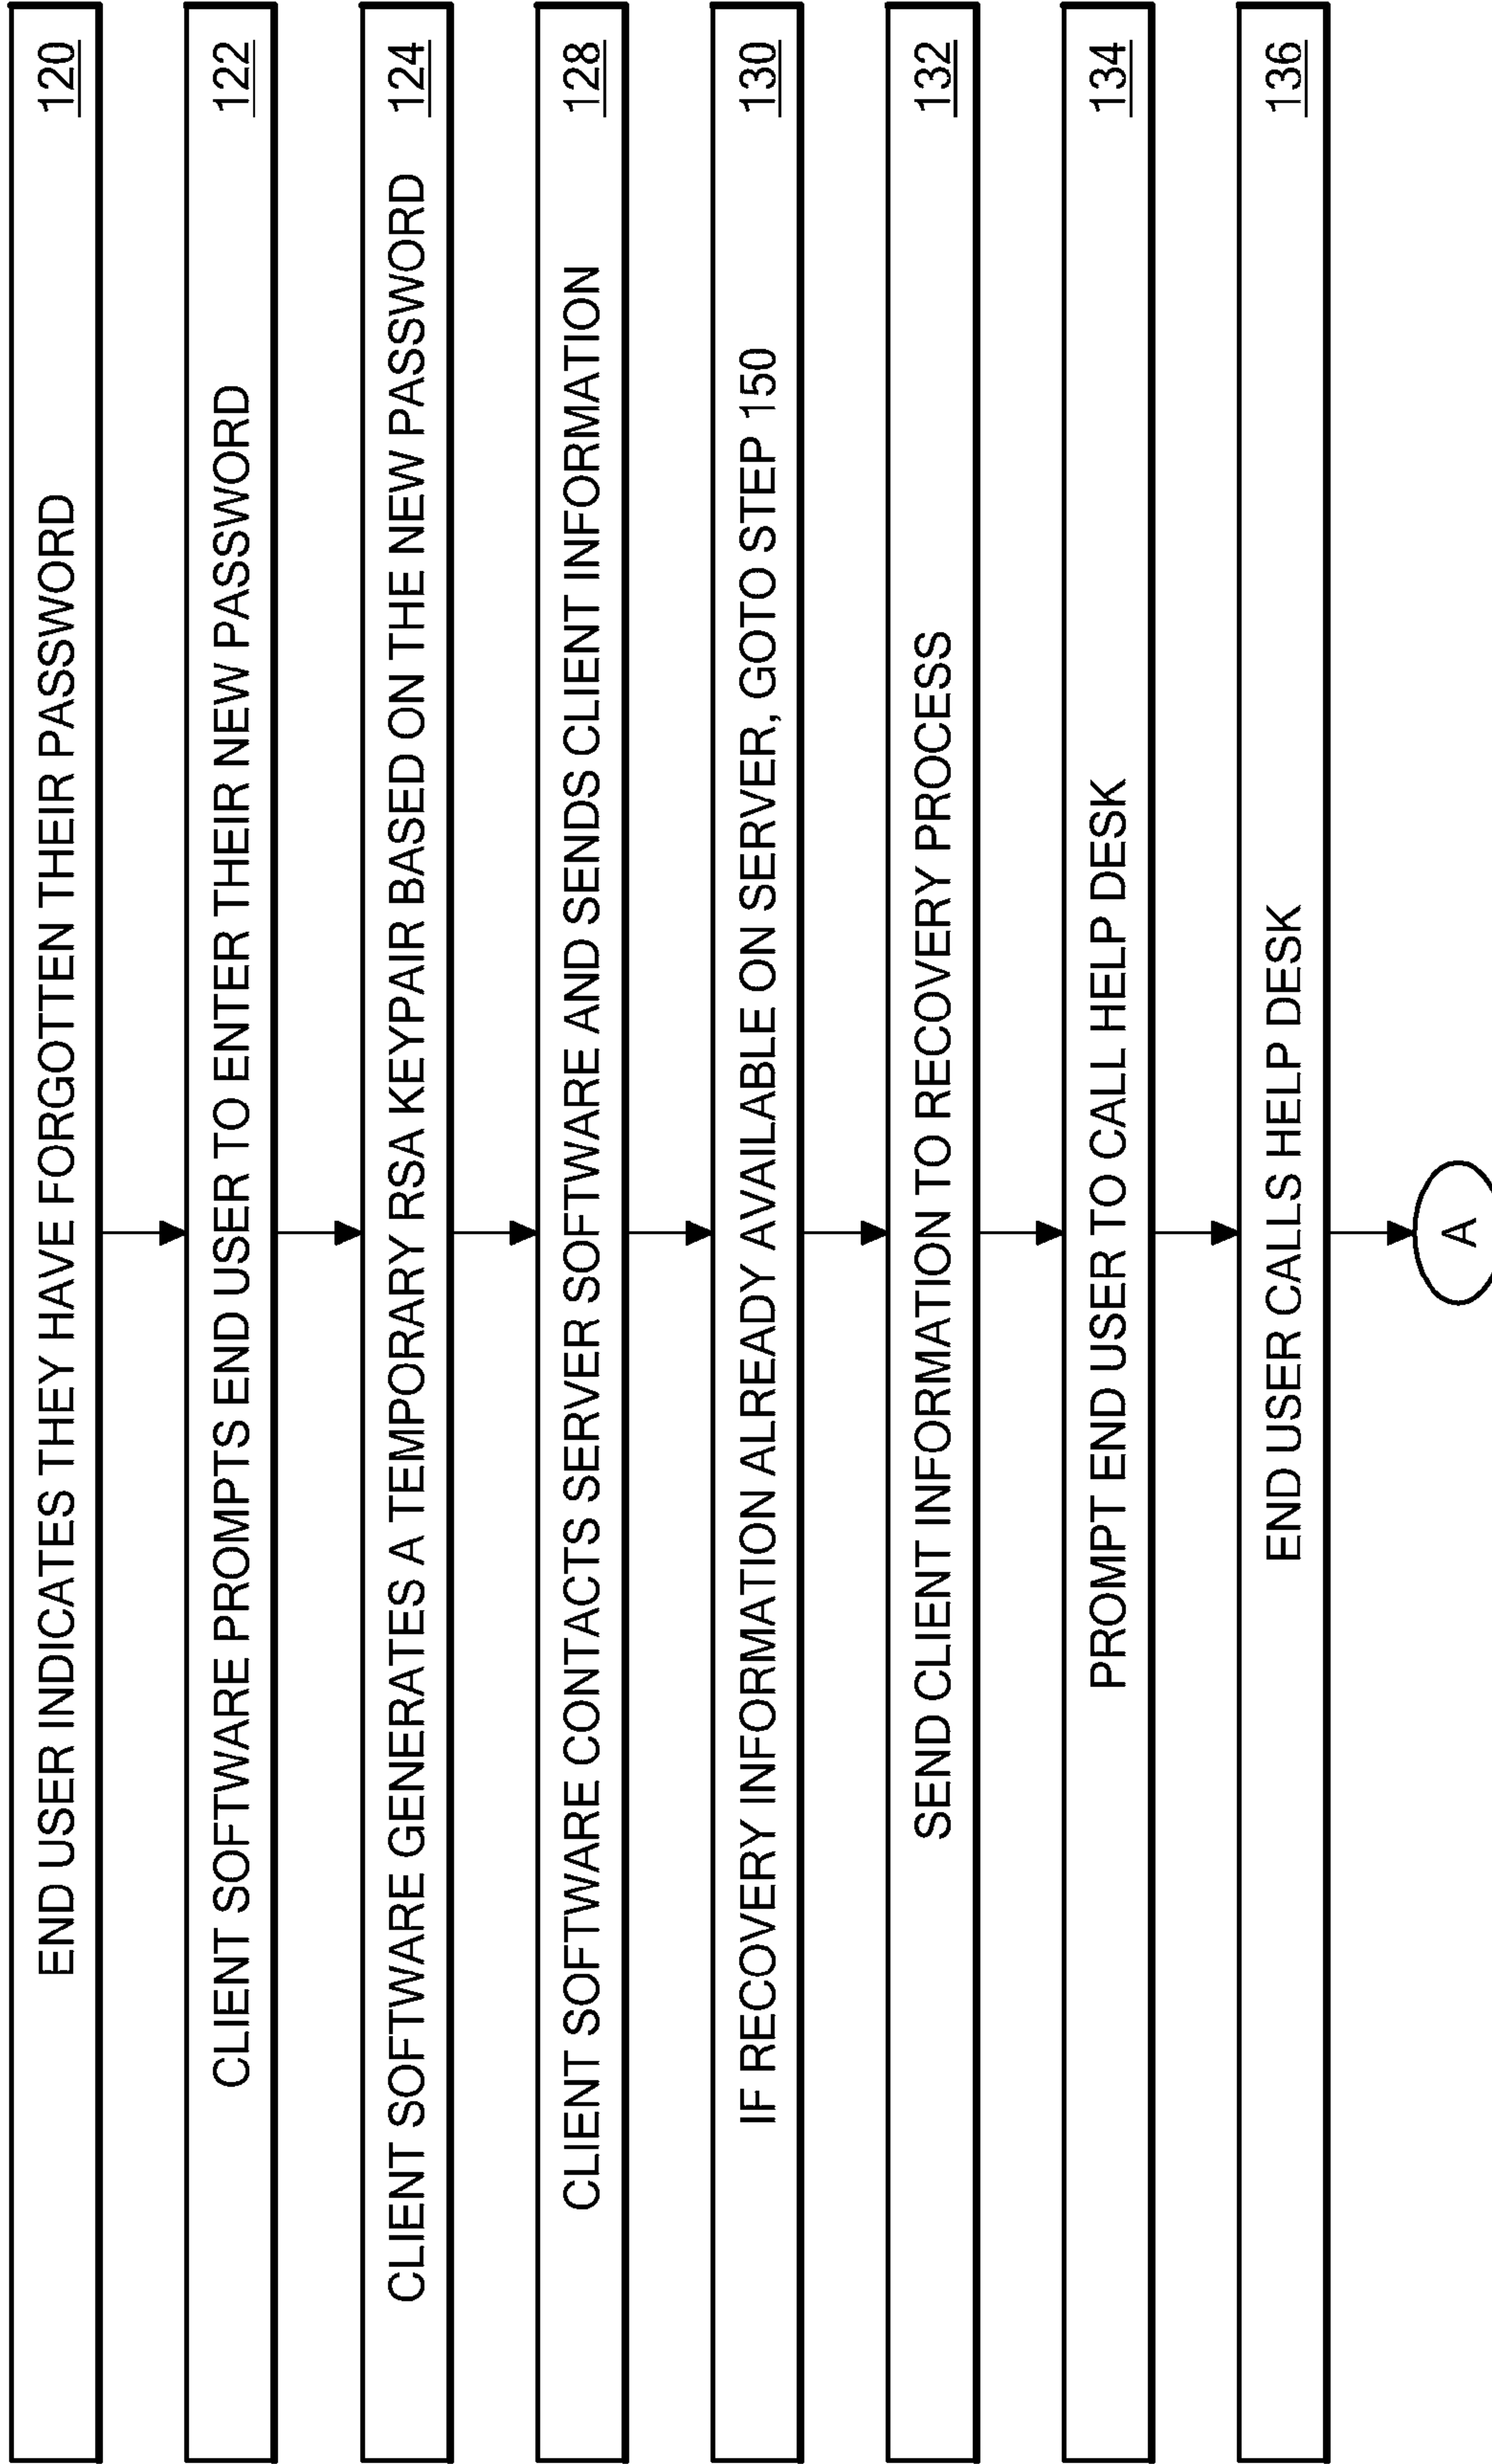 END USER INDICATES THEY HAVE FORGOTTEN THEIR PASSWORD 120
CLIENT SOFTWARE PROMPTS END USER TO ENTER THEIR NEW PASSWORD 122
CLIENT SOFTWARE GENERATES A TEMPORARY RSA KEYPAIR BASED ON THE NEW PASSWORD 124
CLIENT SOFTWARE CONTACTS SERVER SOFTWARE AND SENDS CLIENT INFORMATION 128
IF RECOVERY INFORMATION ALREADY AVAILABLE ON SERVER, GOTO STEP 150 130
SEND CLIENT INFORMATION TO RECOVERY PROCESS 132
PROMPT END USER TO CALL HELP DESK 134
END USER CALLS HELP DESK 136
A